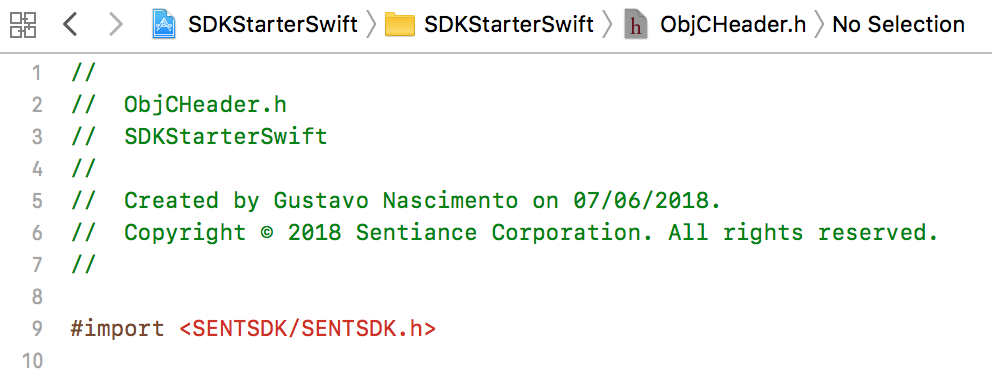 SDKStarterSwift SDKStarterSwift h ObjCHeader.h No Selection
1 //
2 // ObjCHeader.h
3 // SDKStarterSwift
4 //
5 // Created by Gustavo Nascimento on 07/06/2018.
6 // Copyright © 2018 Sentiance Corporation. All rights reserved.
7 //
8
9 #import <SENTSDK/SENTSDK.h>
10